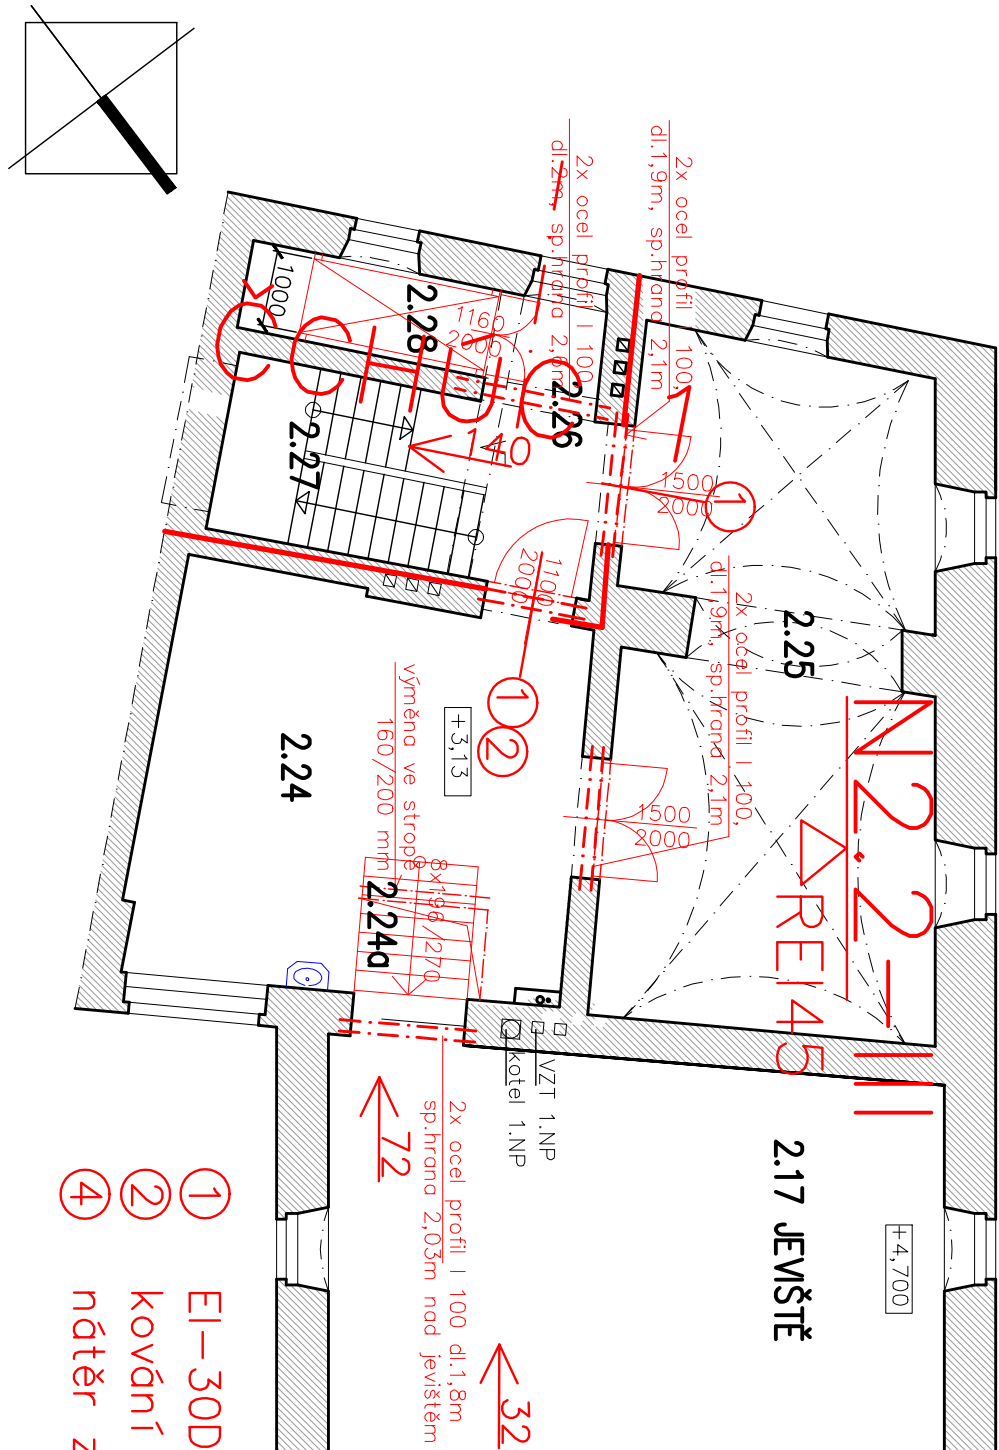 2x ocel profil I 100,
dl.1,9m, sp.hrana 2,1m
2x ocel profil I 100,
dl.2m, sp.hrana 2,6m
N 2.2 - III
REI 45
2.25
2x ocel profil I 100,
dl.1,9m, sp.hrana 2,1m
1500
2000
1
1500
2000
2.26
1160
2000
2.28
1000
CHÚC
140
2.27
1100
2000
1
2
+3,13
2.24
výměna ve stropě
160/200 mm
8x196/270
2.24a
VZT 1.NP
kotel 1.NP
2.17 JEVIŠTĚ
+4,700
2x ocel profil I 100 dl.1,8m
sp.hrana 2,03m nad jevištěm
72
32
1 EI-30D
2 kování
4 nátěr z